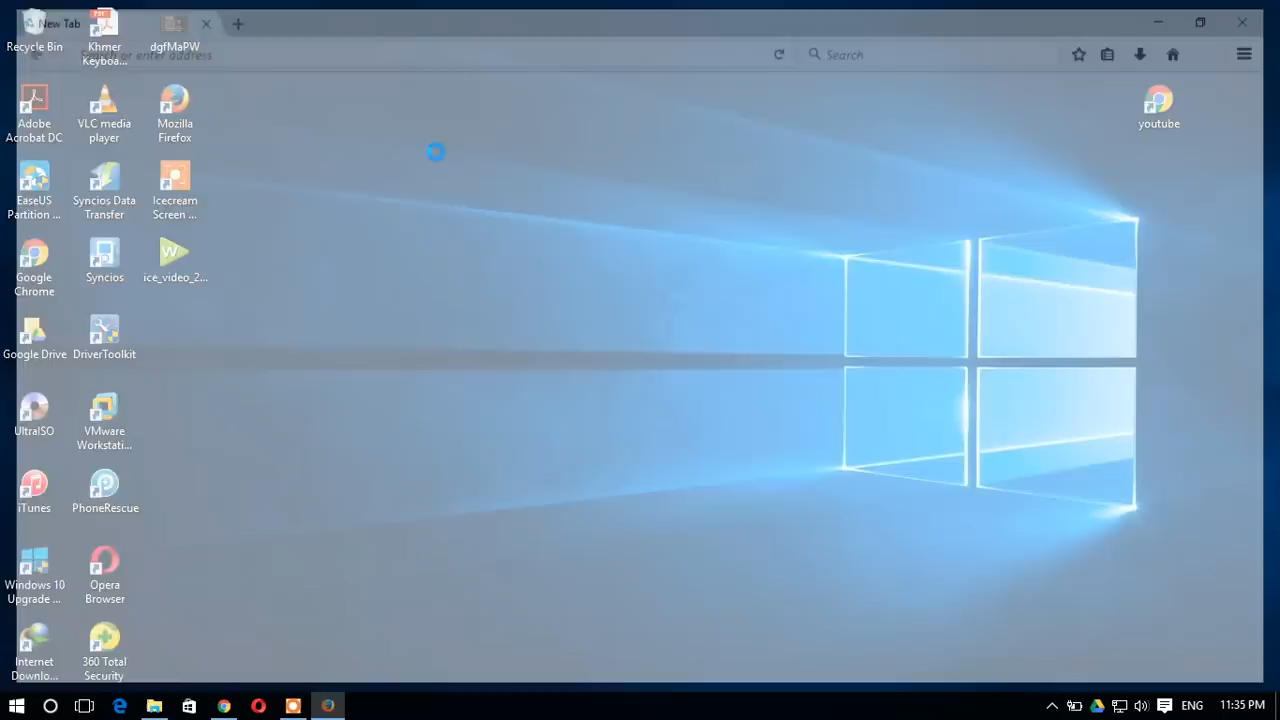 New Tab
Search or enter address
Search
Recycle Bin
Khmer
Keyboa...
dgfMaPW
Adobe
Acrobat DC
VLC media
player
Mozilla
Firefox
youtube
EaseUS
Partition ...
Syncios Data
Transfer
Icecream
Screen ...
Google
Chrome
Syncios
ice_video_2...
Google Drive
DriverToolkit
UltraISO
VMware
Workstati...
iTunes
PhoneRescue
Windows 10
Upgrade ...
Opera
Browser
Internet
Downlo...
360 Total
Security
ENG
11:35 PM